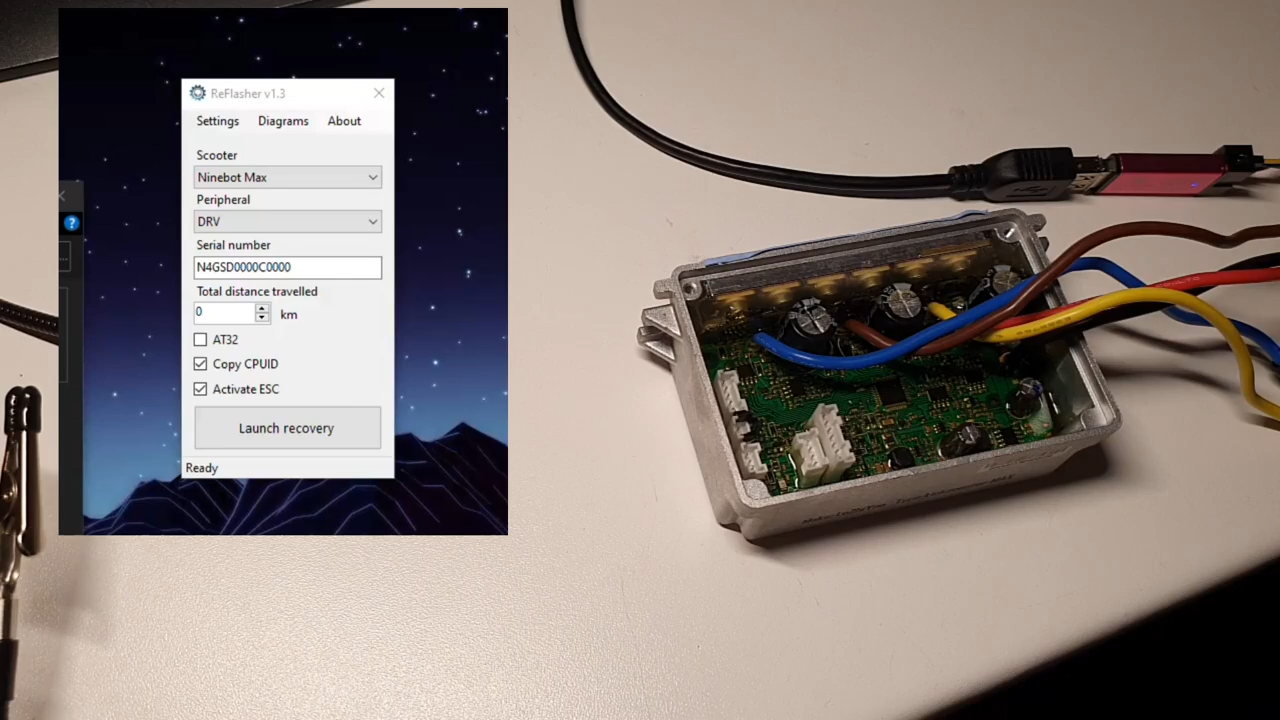 ReFlasher v1.3
Settings Diagrams About
Scooter
Ninebot Max
Peripheral
DRV
Serial number
N4GSD0000C0000
Total distance travelled
0 km
AT32
Copy CPUID
Activate ESC
Launch recovery
Ready
?
...